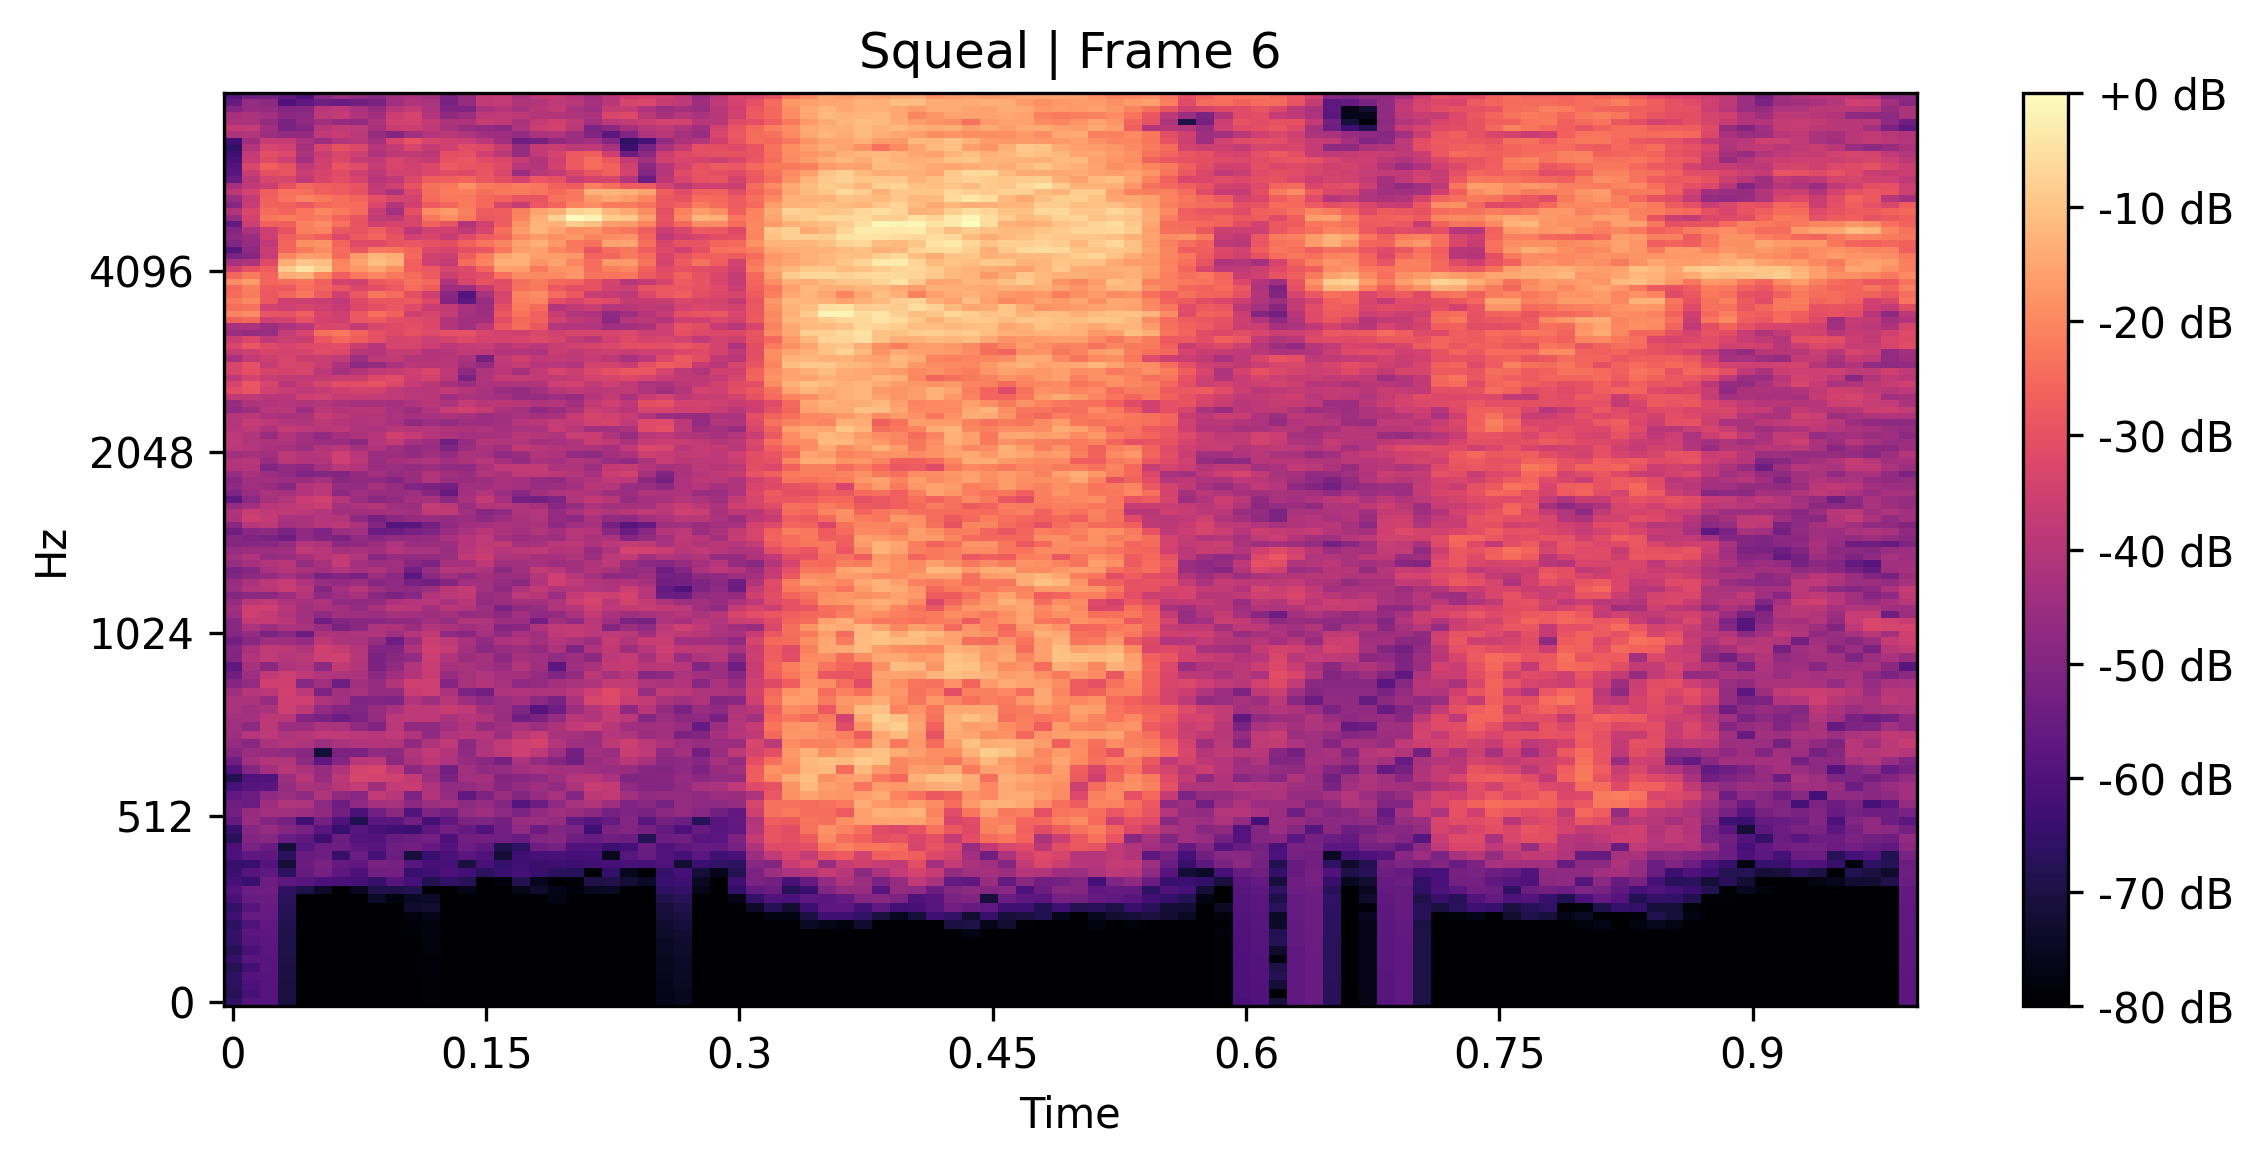 Squeal | Frame 6
Hz
4096
2048
1024
512
0
0 0.15 0.3 0.45 0.6 0.75 0.9
Time
+0 dB
-10 dB
-20 dB
-30 dB
-40 dB
-50 dB
-60 dB
-70 dB
-80 dB